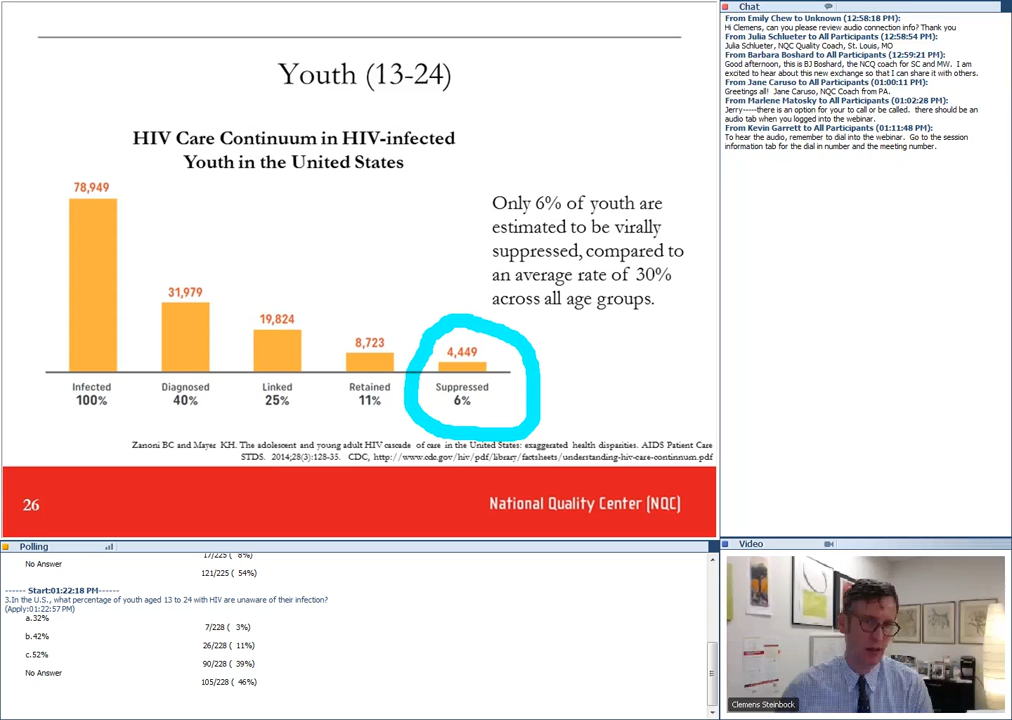 Youth (13-24)
HIV Care Continuum in HIV-infected
Youth in the United States
78,949
31,979
19,824
8,723
4,449
Infected
Diagnosed
Linked
Retained
Suppressed
100%
40%
25%
11%
6%
Only 6% of youth are
estimated to be virally
suppressed, compared to
an average rate of 30%
across all age groups.
Zanoni BC and Mayer KH. The adolescent and young adult HIV cascade of care in the United States: exaggerated health disparities. AIDS Patient Care
STDS. 2014;28(3):128-35. CDC, http://www.cdc.gov/hiv/pdf/library/factsheets/understanding-hiv-care-continnum.pdf
26
National Quality Center (NQC)
Chat
From Emily Chew to Unknown (12:58:18 PM):
Hi Clemens, can you please review audio connection info? Thank you
From Julia Schlueter to All Participants (12:58:54 PM):
Julia Schlueter, NQC Quality Coach, St. Louis, MO
From Barbara Boshard to All Participants (12:59:21 PM):
Good afternoon, this is BJ Boshard, the NCQ coach for SC and MW. I am
excited to hear about this new exchange so that I can share it with others.
From Jane Caruso to All Participants (01:00:11 PM):
Greetings all! Jane Caruso, NQC Coach from PA.
From Marlene Matosky to All Participants (01:02:28 PM):
Jerry-----there is an option for your to call or be called. there should be an
audio tab when you logged into the webinar.
From Kevin Garrett to All Participants (01:11:48 PM):
To hear the audio, remember to dial into the webinar. Go to the session
information tab for the dial in number and the meeting number.
Polling
17/225 ( 8%)
No Answer
121/225 ( 54%)
------ Start:01:22:18 PM------
3.In the U.S., what percentage of youth aged 13 to 24 with HIV are unaware of their infection?
(Apply:01:22:57 PM)
a.32%
7/228 ( 3%)
b.42%
26/228 ( 11%)
c.52%
90/228 ( 39%)
No Answer
105/228 ( 46%)
Video
Clemens Steinbock